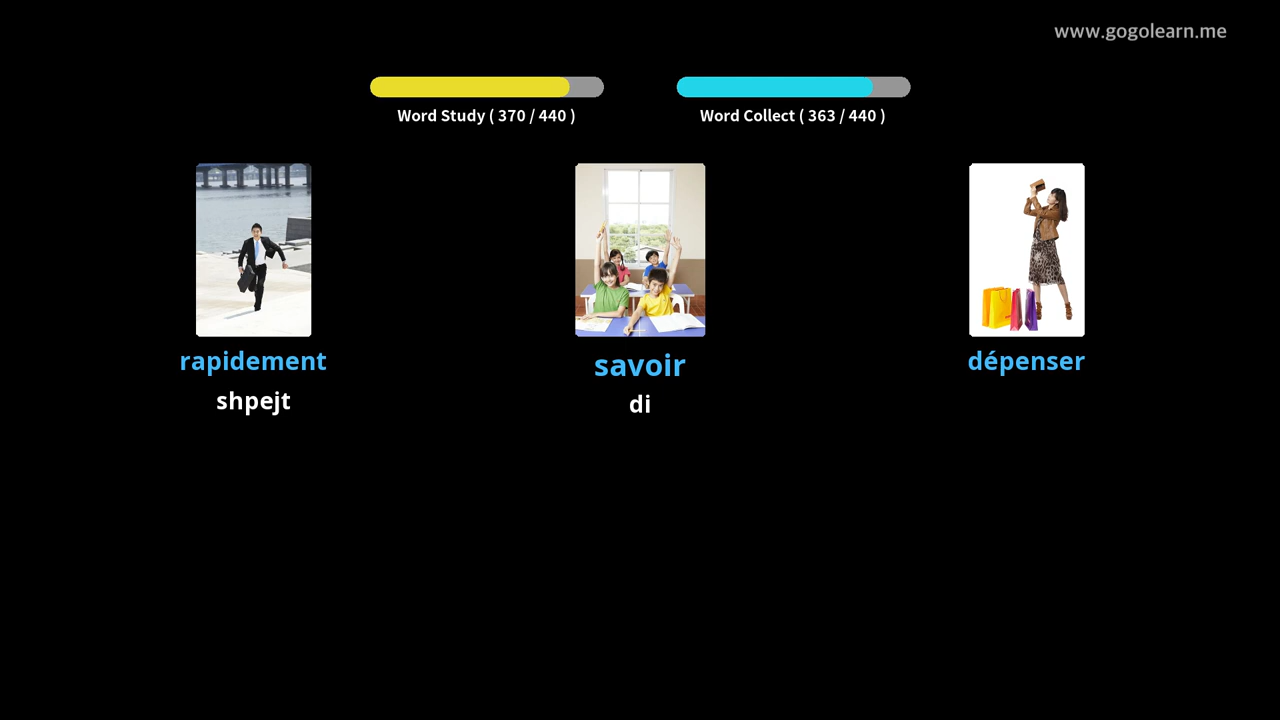 www.gogolearn.me
Word Study ( 370 / 440 )
Word Collect ( 363 / 440 )
rapidement
shpejt
savoir
di
dépenser